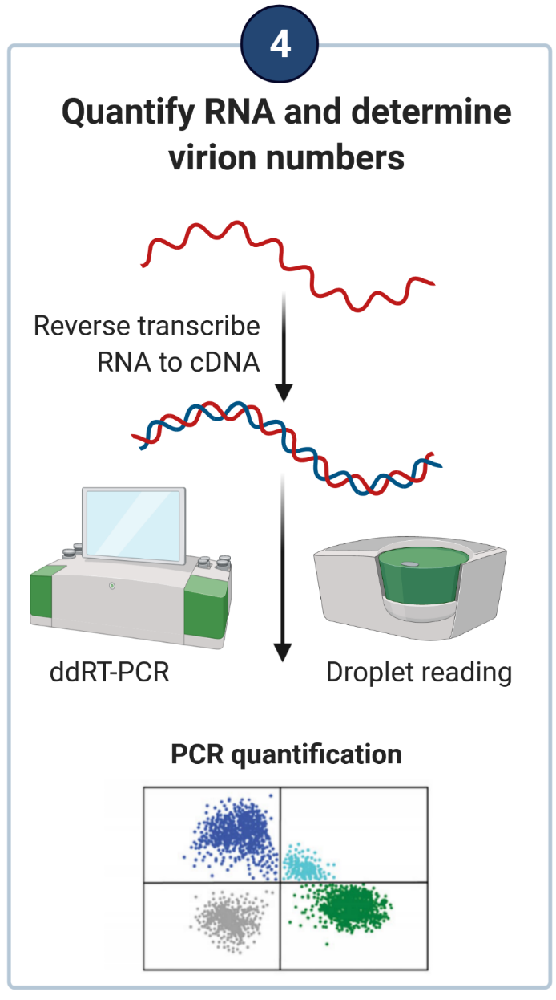 4
Quantify RNA and determine
virion numbers
Reverse transcribe
RNA to cDNA
ddRT-PCR
Droplet reading
PCR quantification